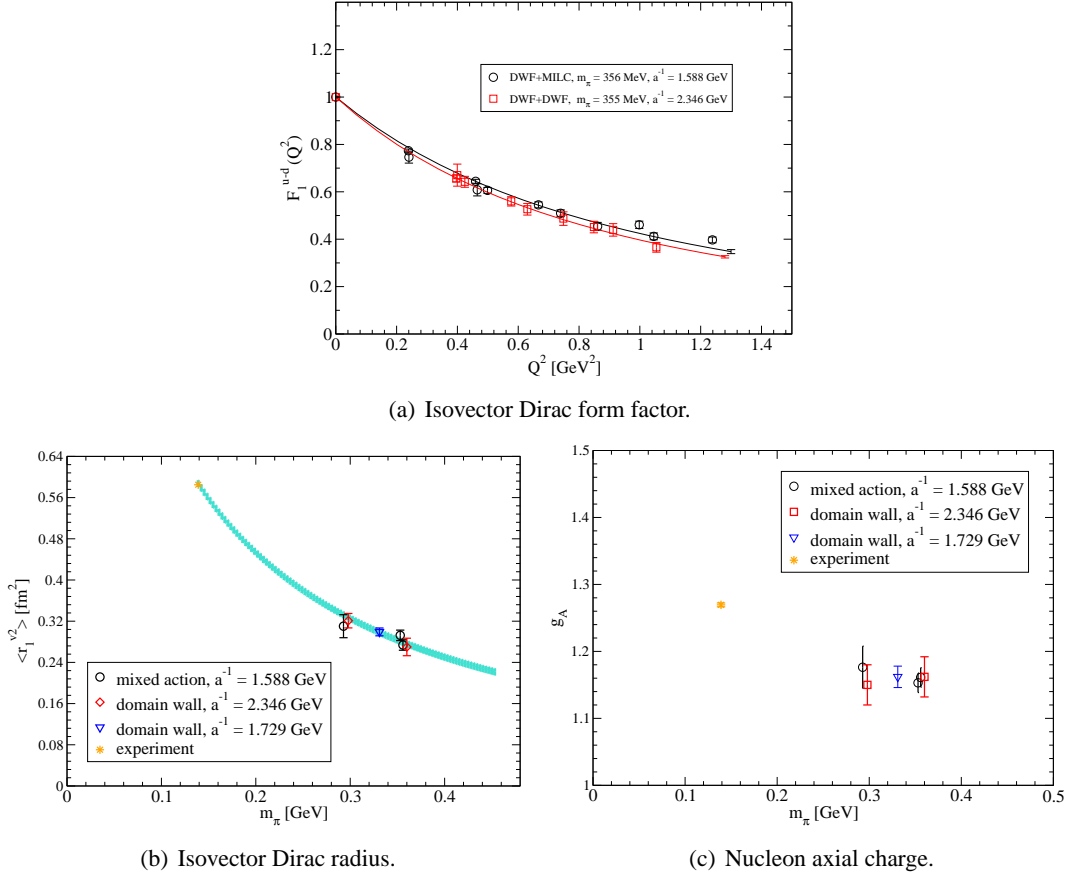 1.2
1
0.8
0.6
0.4
0.2
0
F₁ᵘ⁻ᵈ(Q²)
DWF+MILC, m_π = 356 MeV, a⁻¹ = 1.588 GeV
DWF+DWF, m_π = 355 MeV, a⁻¹ = 2.346 GeV
0 0.2 0.4 0.6 0.8 1 1.2 1.4
Q² [GeV²]
(a) Isovector Dirac form factor.
0.64
0.56
0.48
0.4
0.32
0.24
0.16
0.08
0
<r₁ᵛ²> [fm²]
mixed action, a⁻¹ = 1.588 GeV
domain wall, a⁻¹ = 2.346 GeV
domain wall, a⁻¹ = 1.729 GeV
experiment
0 0.1 0.2 0.3 0.4
m_π [GeV]
(b) Isovector Dirac radius.
1.5
1.4
1.3
1.2
1.1
1
g_A
mixed action, a⁻¹ = 1.588 GeV
domain wall, a⁻¹ = 2.346 GeV
domain wall, a⁻¹ = 1.729 GeV
experiment
0 0.1 0.2 0.3 0.4 0.5
m_π [GeV]
(c) Nucleon axial charge.